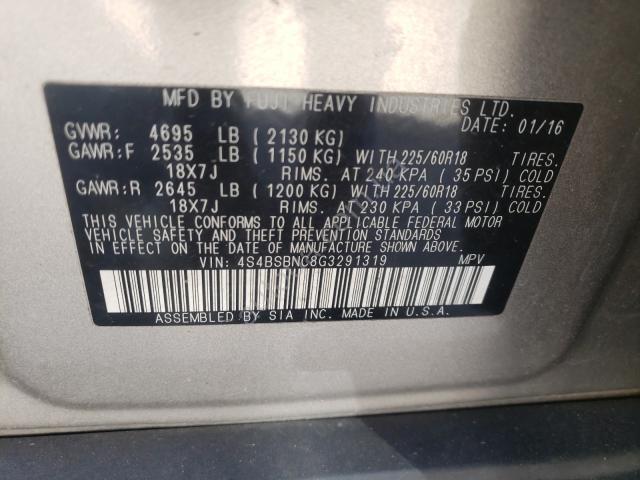 MFD BY FUJI HEAVY INDUSTRIES LTD.
DATE: 01/16
GVWR: 4695 LB (2130 KG)
GAWR:F 2535 LB (1150 KG) WITH 225/60R18 TIRES.
18X7J RIMS. AT 240 KPA (35 PSI) COLD
GAWR:R 2645 LB (1200 KG) WITH 225/60R18 TIRES.
18X7J RIMS. AT 230 KPA (33 PSI) COLD
THIS VEHICLE CONFORMS TO ALL APPLICABLE FEDERAL MOTOR
VEHICLE SAFETY AND THEFT PREVENTION STANDARDS IN
EFFECT ON THE DATE OF MANUFACTURE SHOWN ABOVE.
VIN: 4S4BSBNC8G3291319 MPV
ASSEMBLED BY SIA INC. MADE IN U.S.A.